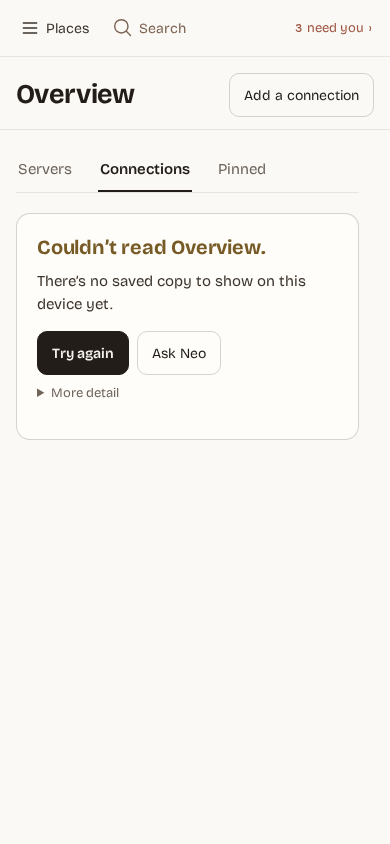 Places
Search
3 need you ›
Overview
Add a connection
Servers
Connections
Pinned
Couldn’t read Overview.
There’s no saved copy to show on this
device yet.
Try again
Ask Neo
More detail